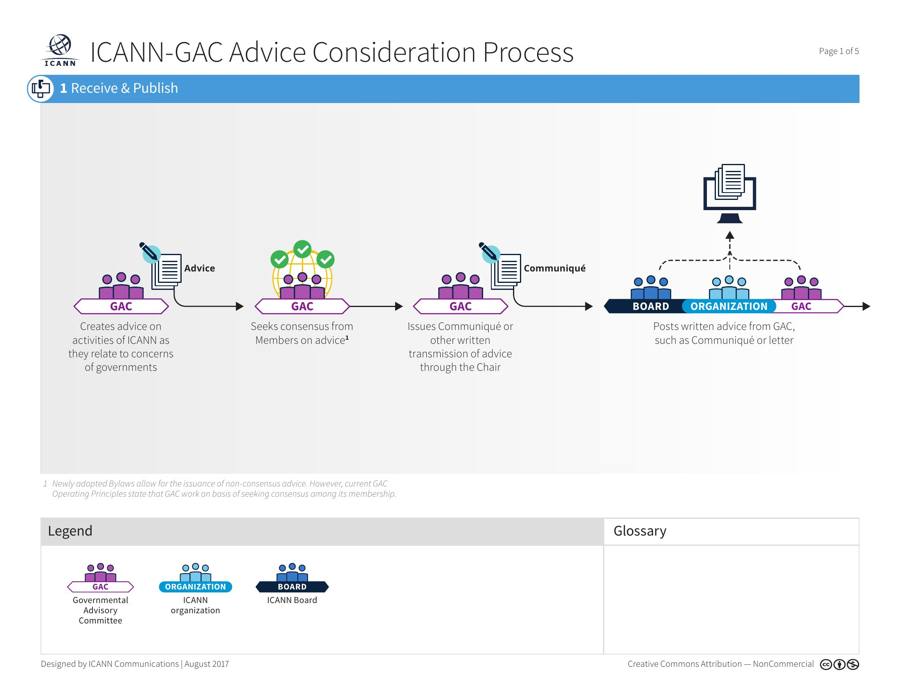 ICANN
ICANN-GAC Advice Consideration Process
Page 1 of 5
1 Receive & Publish
Advice
GAC
Creates advice on
activities of ICANN as
they relate to concerns
of governments
GAC
Seeks consensus from
Members on advice¹
Communiqué
GAC
Issues Communiqué or
other written
transmission of advice
through the Chair
BOARD ORGANIZATION GAC
Posts written advice from GAC,
such as Communiqué or letter
1 Newly adopted Bylaws allow for the issuance of non-consensus advice. However, current GAC
Operating Principles state that GAC work on basis of seeking consensus among its membership.
Legend
GAC
Governmental
Advisory
Committee
ORGANIZATION
ICANN
organization
BOARD
ICANN Board
Glossary
Designed by ICANN Communications | August 2017
Creative Commons Attribution — NonCommercial